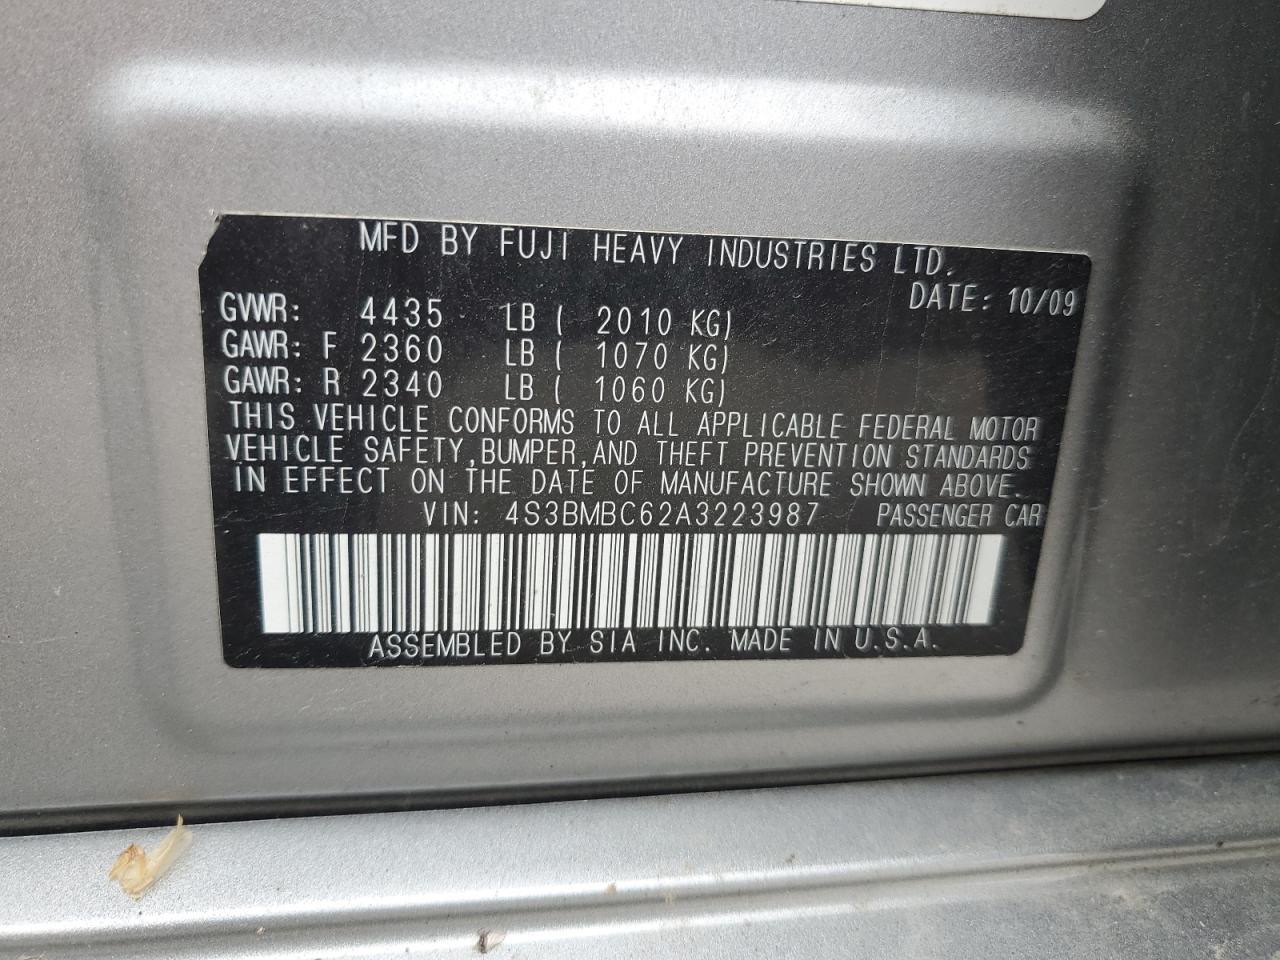 MFD BY FUJI HEAVY INDUSTRIES LTD.
DATE: 10/09
GVWR: 4435 LB ( 2010 KG)
GAWR: F 2360 LB ( 1070 KG)
GAWR: R 2340 LB ( 1060 KG)
THIS VEHICLE CONFORMS TO ALL APPLICABLE FEDERAL MOTOR
VEHICLE SAFETY,BUMPER,AND THEFT PREVENTION STANDARDS
IN EFFECT ON THE DATE OF MANUFACTURE SHOWN ABOVE.
VIN: 4S3BMBC62A3223987 PASSENGER CAR
ASSEMBLED BY SIA INC. MADE IN U.S.A.